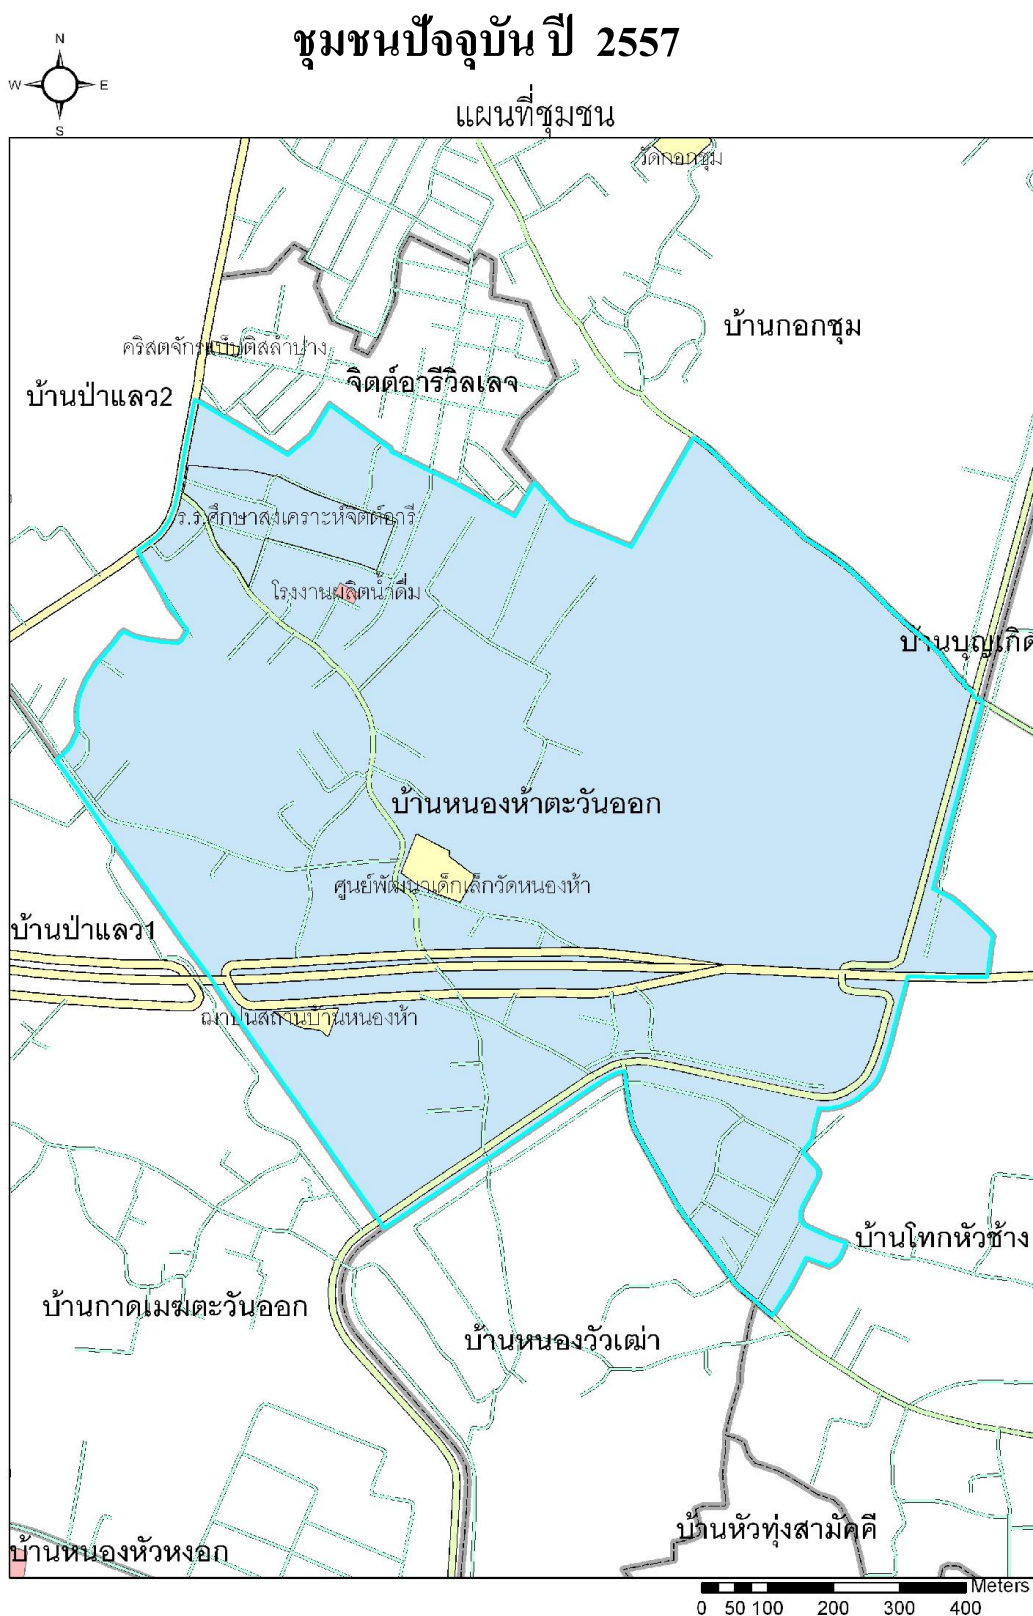 ชุมชนปัจจุบัน ปี 2557
N
W E
S
แผนที่ชุมชน
วัดกอกชุม
บ้านกอกชุม
คริสตจักรแบ็บติสลำปาง
จิตต์อารีวิลเลจ
บ้านป่าแลว2
ร.ร.ศึกษาสงเคราะห์จิตต์อารี
โรงงานผลิตน้ำดื่ม
บ้านบุญเกิด
บ้านหนองห้าตะวันออก
ศูนย์พัฒนาเด็กเล็กวัดหนองห้า
บ้านป่าแลว1
ฌาปนสถานบ้านหนองห้า
บ้านโทกหัวช้าง
บ้านกาดเมฆตะวันออก
บ้านหนองวัวเฒ่า
บ้านหัวทุ่งสามัคคี
บ้านหนองหัวหงอก
Meters
0 50 100 200 300 400